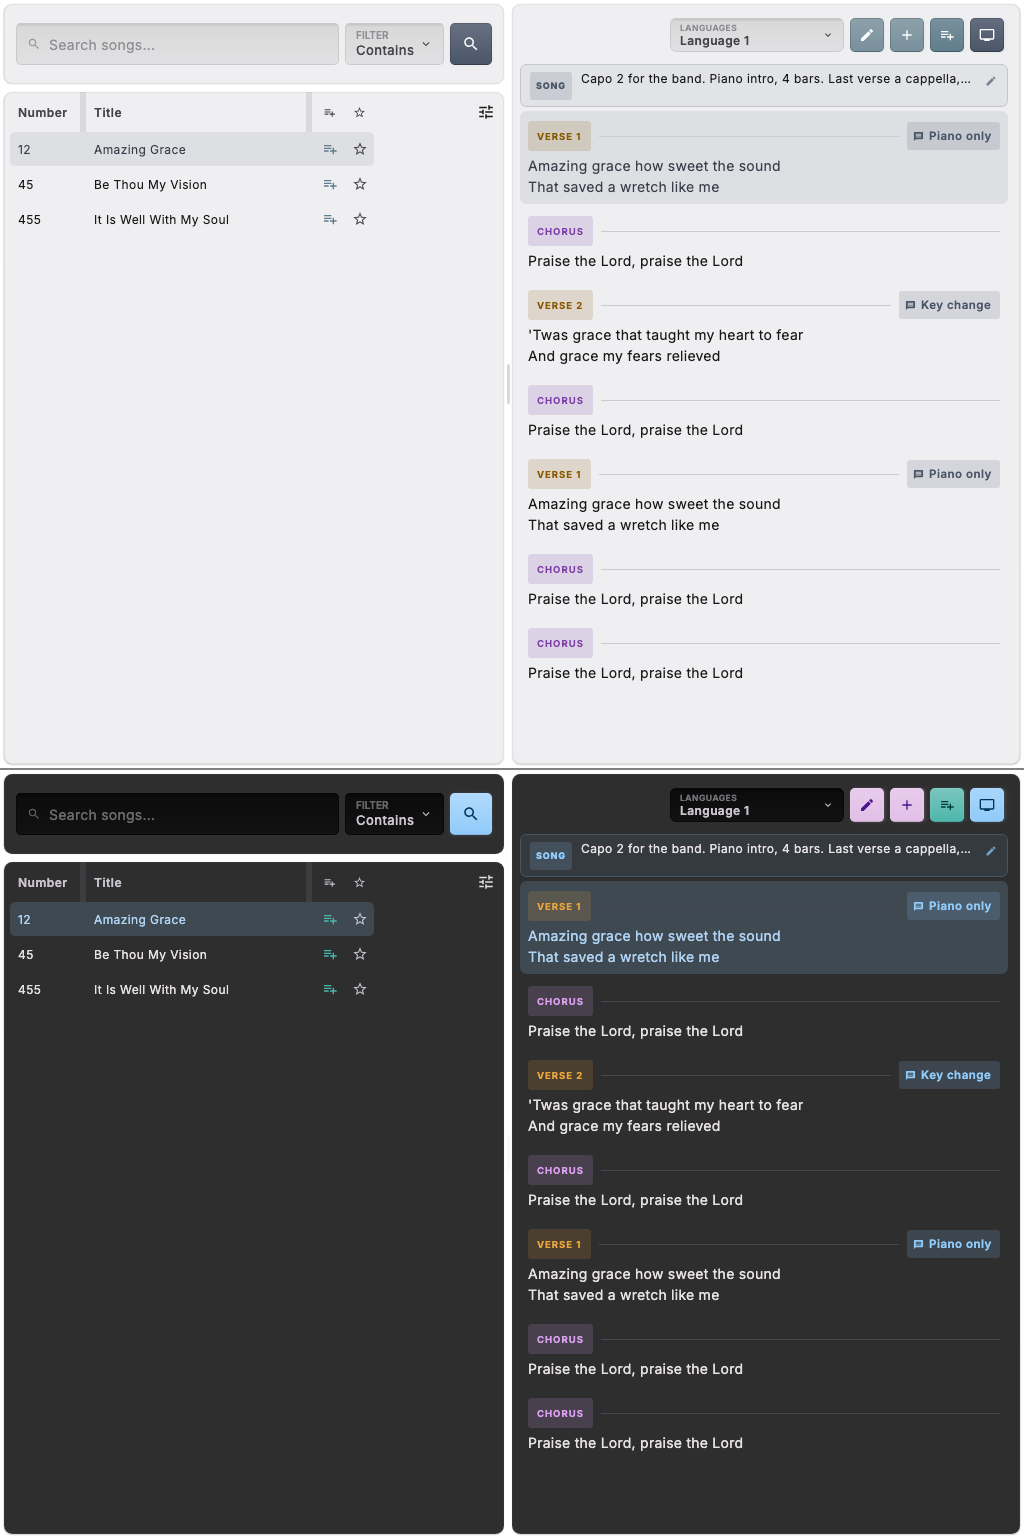 Search songs...
FILTER
Contains
Number
Title
12
Amazing Grace
45
Be Thou My Vision
455
It Is Well With My Soul
LANGUAGES
Language 1
SONG
Capo 2 for the band. Piano intro, 4 bars. Last verse a cappella,...
VERSE 1
Piano only
Amazing grace how sweet the sound
That saved a wretch like me
CHORUS
Praise the Lord, praise the Lord
VERSE 2
Key change
'Twas grace that taught my heart to fear
And grace my fears relieved
CHORUS
Praise the Lord, praise the Lord
VERSE 1
Piano only
Amazing grace how sweet the sound
That saved a wretch like me
CHORUS
Praise the Lord, praise the Lord
CHORUS
Praise the Lord, praise the Lord
Search songs...
FILTER
Contains
Number
Title
12
Amazing Grace
45
Be Thou My Vision
455
It Is Well With My Soul
LANGUAGES
Language 1
SONG
Capo 2 for the band. Piano intro, 4 bars. Last verse a cappella,...
VERSE 1
Piano only
Amazing grace how sweet the sound
That saved a wretch like me
CHORUS
Praise the Lord, praise the Lord
VERSE 2
Key change
'Twas grace that taught my heart to fear
And grace my fears relieved
CHORUS
Praise the Lord, praise the Lord
VERSE 1
Piano only
Amazing grace how sweet the sound
That saved a wretch like me
CHORUS
Praise the Lord, praise the Lord
CHORUS
Praise the Lord, praise the Lord